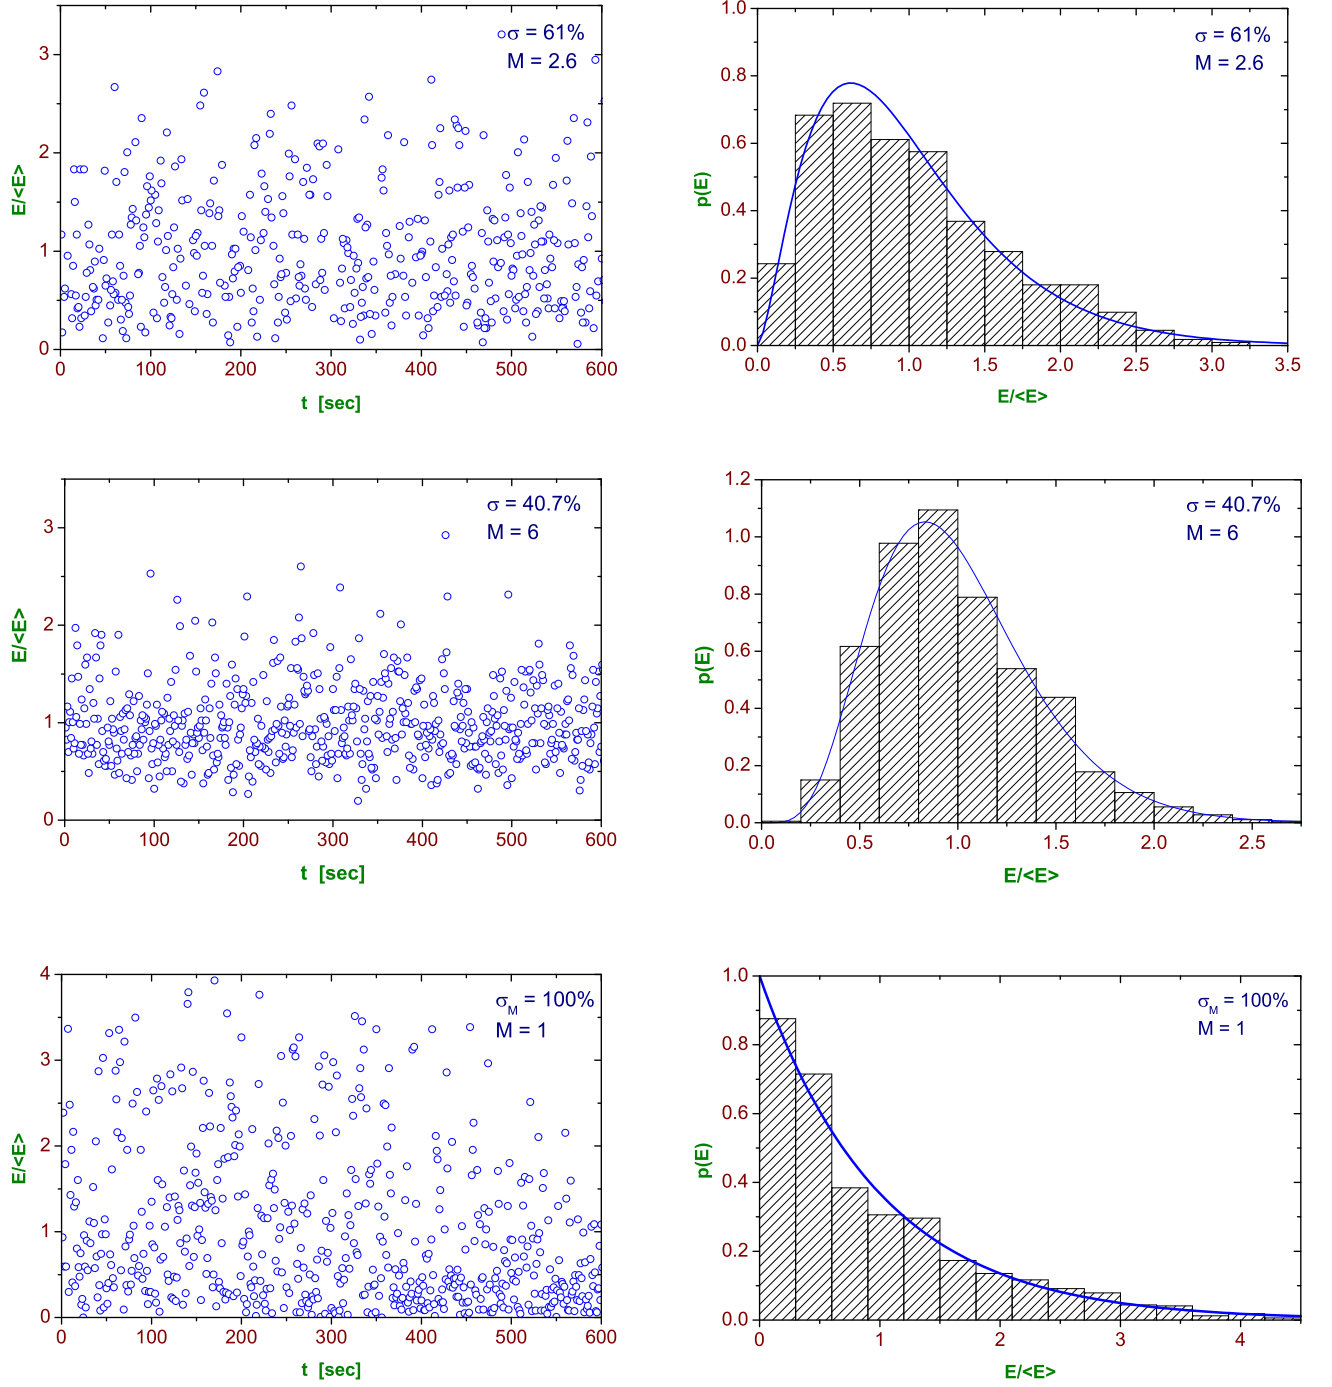 σ = 61%
M = 2.6
3
2
1
0
E/<E>
0 100 200 300 400 500 600
t [sec]
1.0
0.8
0.6
0.4
0.2
0.0
p(E)
σ = 61%
M = 2.6
0.0 0.5 1.0 1.5 2.0 2.5 3.0 3.5
E/<E>
σ = 40.7%
M = 6
3
2
1
0
E/<E>
0 100 200 300 400 500 600
t [sec]
1.2
1.0
0.8
0.6
0.4
0.2
0.0
p(E)
σ = 40.7%
M = 6
0.0 0.5 1.0 1.5 2.0 2.5
E/<E>
4
3
2
1
0
E/<E>
σM = 100%
M = 1
0 100 200 300 400 500 600
t [sec]
1.0
0.8
0.6
0.4
0.2
0.0
p(E)
σM = 100%
M = 1
0 1 2 3 4
E/<E>